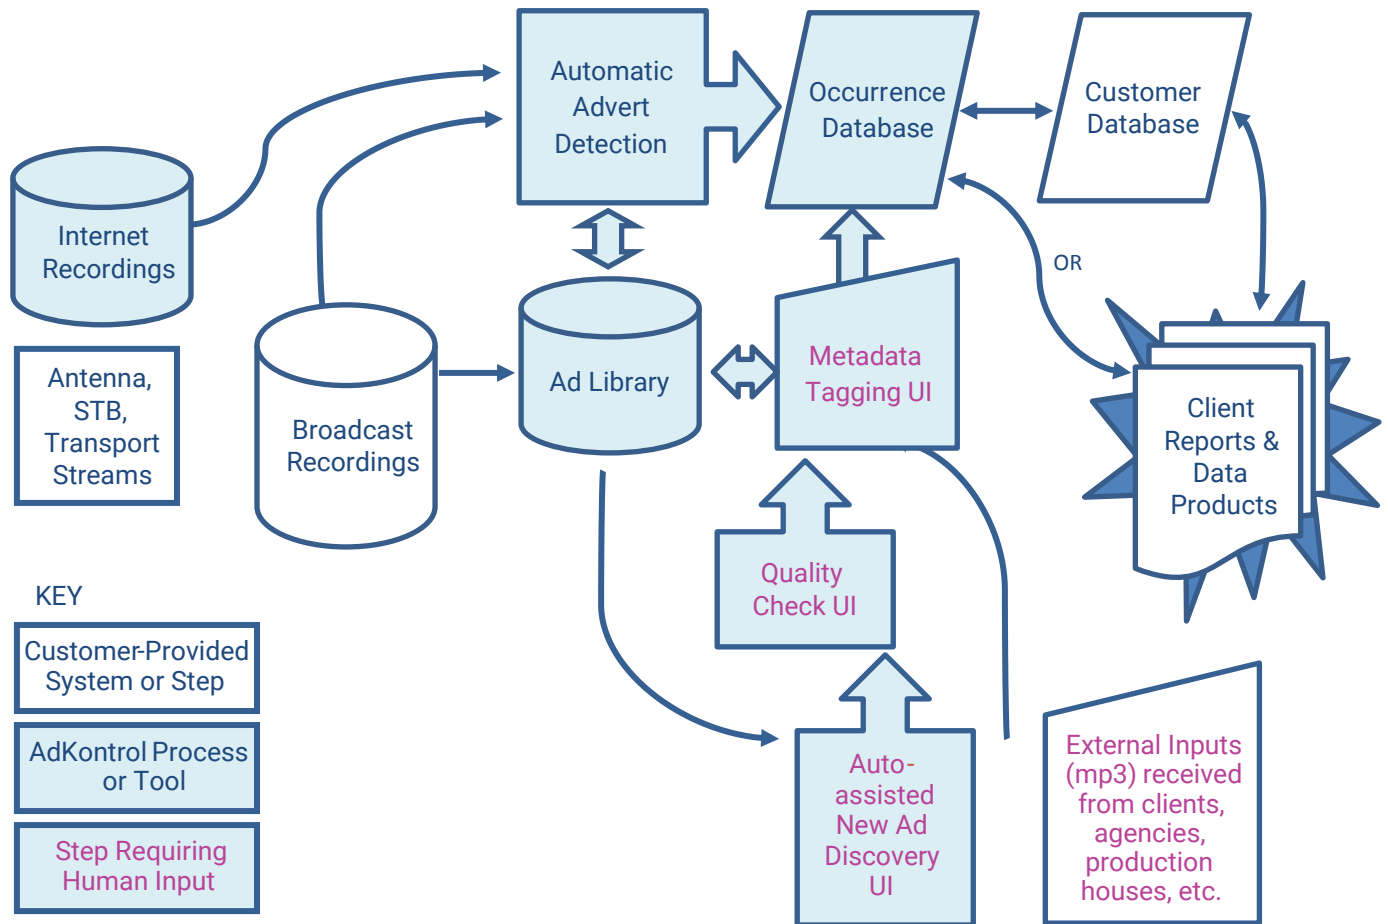 Automatic
Advert
Detection
Occurrence
Database
Customer
Database
Internet
Recordings
OR
Antenna,
STB,
Transport
Streams
Broadcast
Recordings
Ad Library
Metadada
Tagging UI
Client
Reports &
Data
Products
Quality
Check UI
KEY
Customer-Provided
System or Step
AdKontrol Process
or Tool
Step Requiring
Human Input
Auto-
assisted
New Ad
Discovery
UI
External Inputs
(mp3) received
from clients,
agencies,
production
houses, etc.